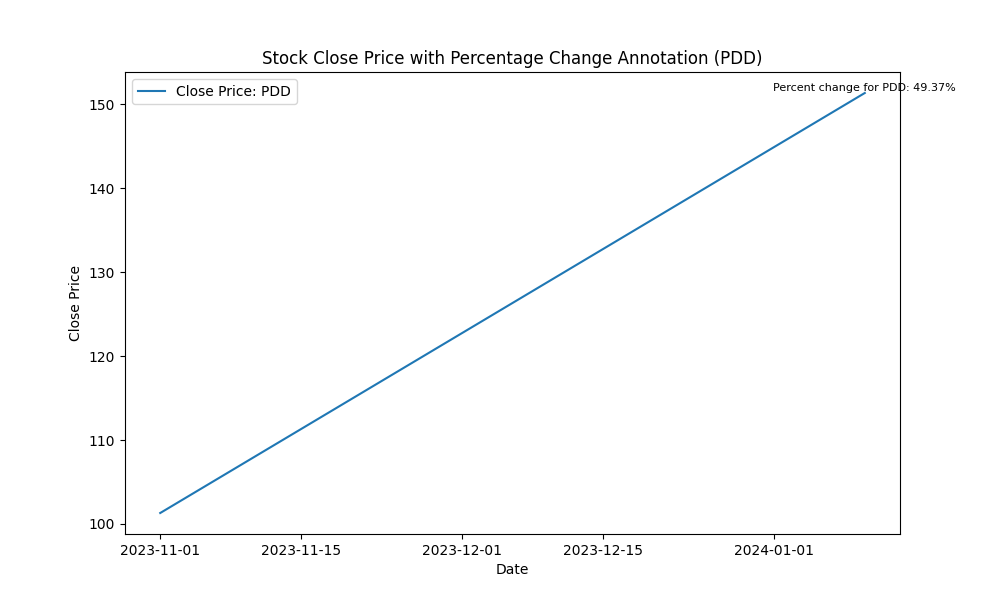 Stock Close Price with Percentage Change Annotation (PDD)
Close Price: PDD
Percent change for PDD: 49.37%
150
140
130
120
110
100
Close Price
2023-11-01
2023-11-15
2023-12-01
2023-12-15
2024-01-01
Date